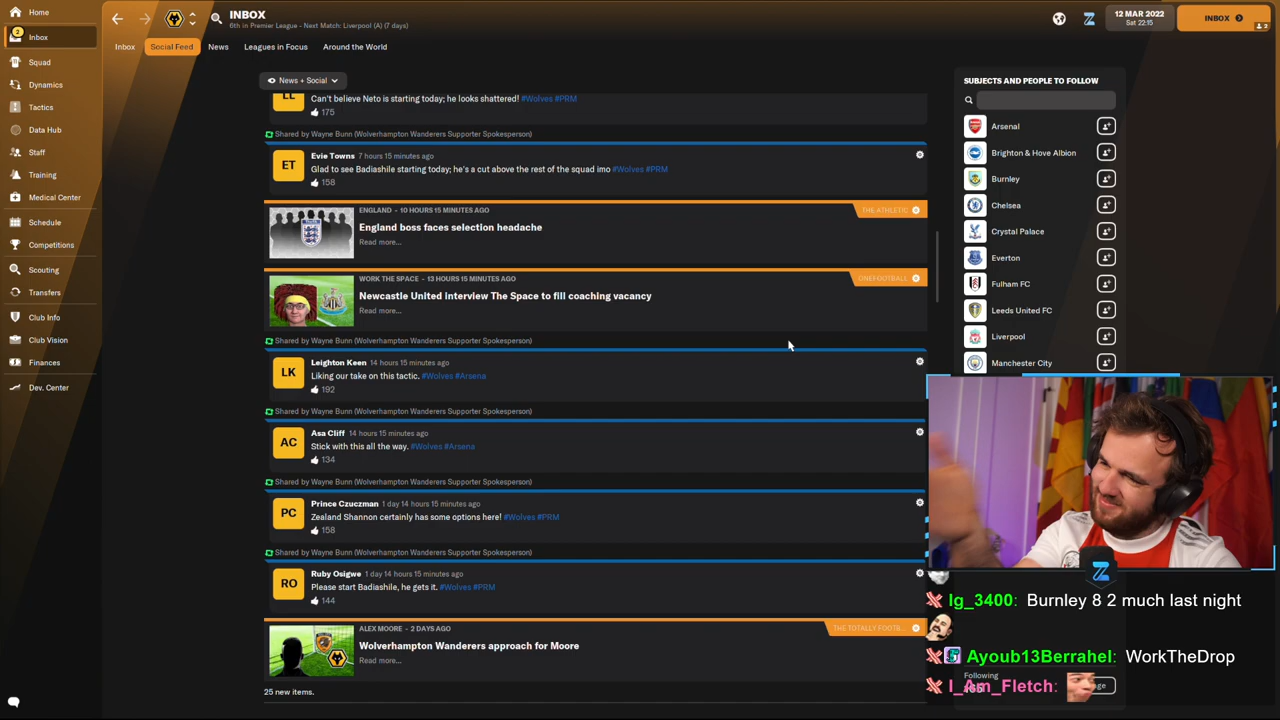 Home
2
Inbox
Squad
Dynamics
Tactics
Data Hub
Staff
Training
Medical Center
Schedule
Competitions
Scouting
Transfers
Club Info
Club Vision
Finances
Dev. Center
INBOX
6th in Premier League - Next Match: Liverpool (A) (7 days)
12 MAR 2022
Sat 22:15
INBOX
2
Inbox
Social Feed
News
Leagues in Focus
Around the World
News + Social
LL
Can't believe Neto is starting today; he looks shattered! #Wolves #PRM
175
Shared by Wayne Bunn (Wolverhampton Wanderers Supporter Spokesperson)
ET
Evie Towns 7 hours 15 minutes ago
Glad to see Badiashile starting today; he's a cut above the rest of the squad imo #Wolves #PRM
158
ENGLAND - 10 HOURS 15 MINUTES AGO
THE ATHLETIC
England boss faces selection headache
Read more...
WORK THE SPACE - 13 HOURS 15 MINUTES AGO
ONEFOOTBALL
Newcastle United interview The Space to fill coaching vacancy
Read more...
Shared by Wayne Bunn (Wolverhampton Wanderers Supporter Spokesperson)
LK
Leighton Keen 14 hours 15 minutes ago
Liking our take on this tactic. #Wolves #Arsena
192
Shared by Wayne Bunn (Wolverhampton Wanderers Supporter Spokesperson)
AC
Asa Cliff 14 hours 15 minutes ago
Stick with this all the way. #Wolves #Arsena
134
Shared by Wayne Bunn (Wolverhampton Wanderers Supporter Spokesperson)
PC
Prince Czuczman 1 day 14 hours 15 minutes ago
Zealand Shannon certainly has some options here! #Wolves #PRM
158
Shared by Wayne Bunn (Wolverhampton Wanderers Supporter Spokesperson)
RO
Ruby Osigwe 1 day 14 hours 15 minutes ago
Please start Badiashile, he gets it. #Wolves #PRM
144
ALEX MOORE - 2 DAYS AGO
THE TOTALLY FOOTB...
Wolverhampton Wanderers approach for Moore
Read more...
25 new items.
SUBJECTS AND PEOPLE TO FOLLOW
Arsenal
Brighton & Hove Albion
Burnley
Chelsea
Crystal Palace
Everton
Fulham FC
Leeds United FC
Liverpool
Manchester City
lg_3400: Burnley 8 2 much last night
Ayoub13Berrahel: WorkTheDrop
Following
I_Am_Fletch: